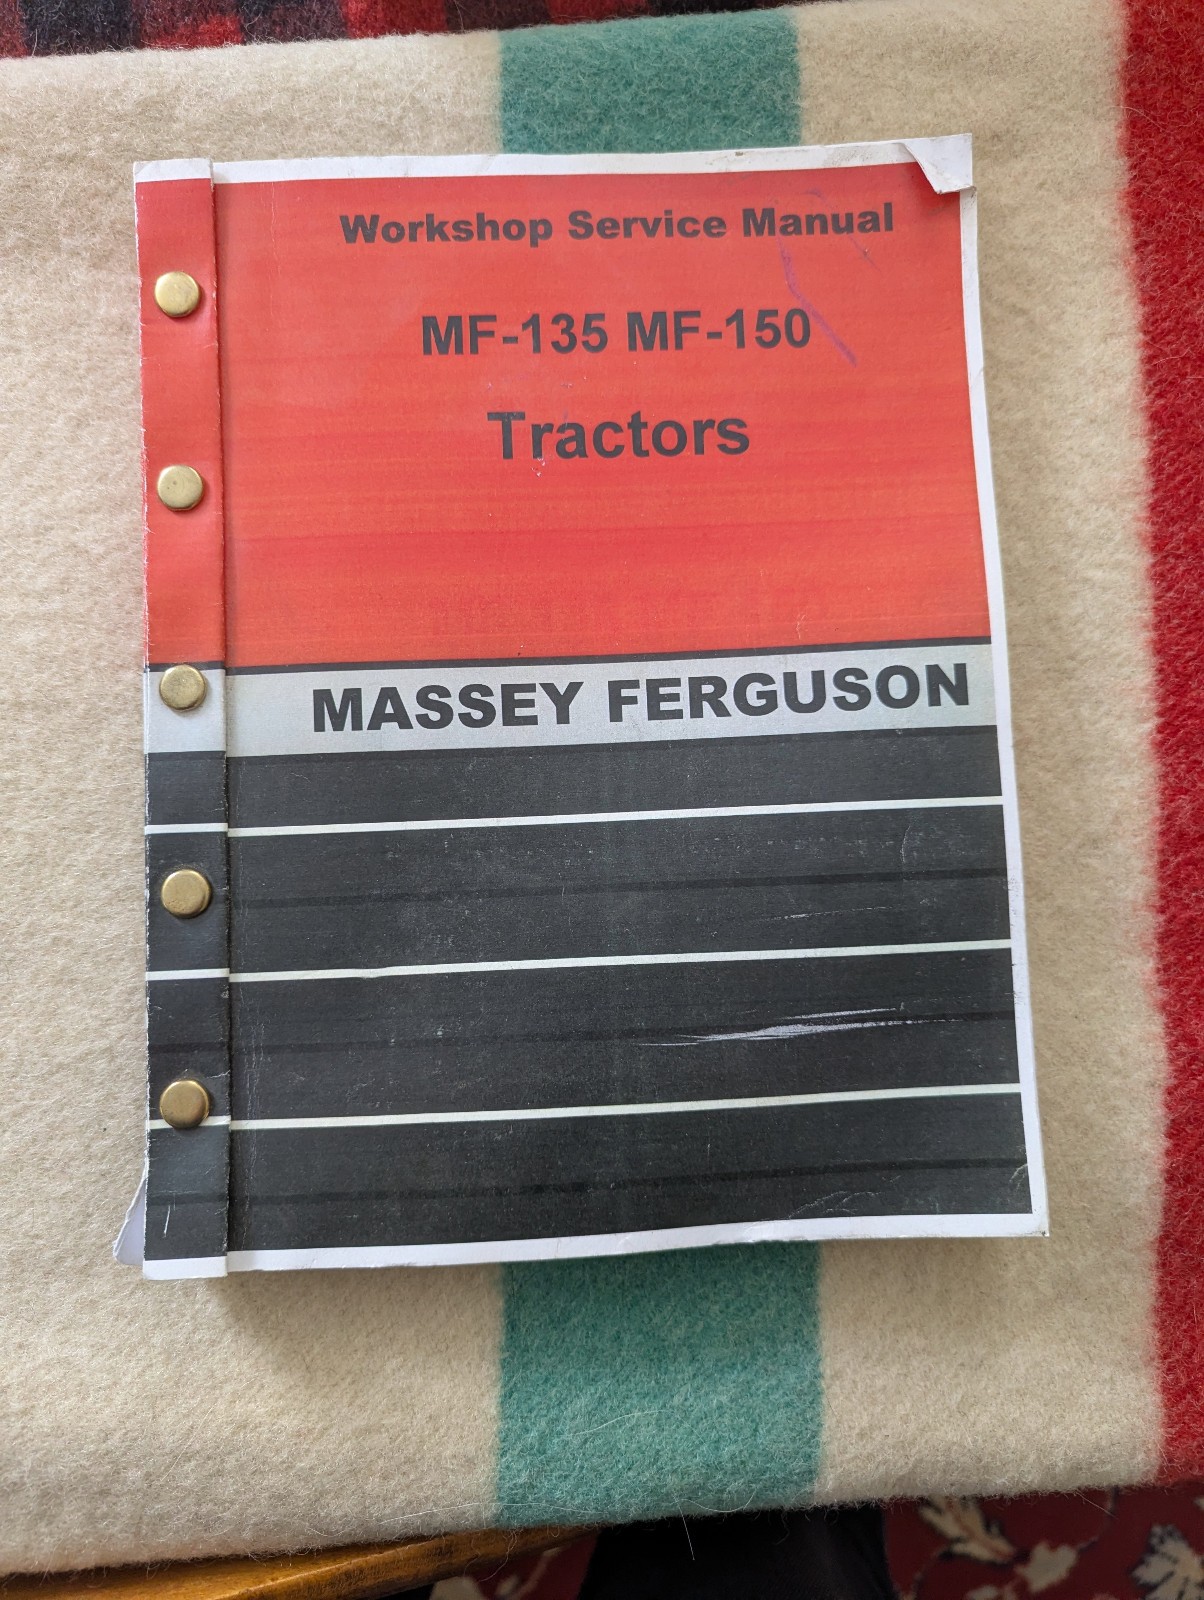 Workshop Service Manual
MF-135 MF-150
Tractors
MASSEY FERGUSON